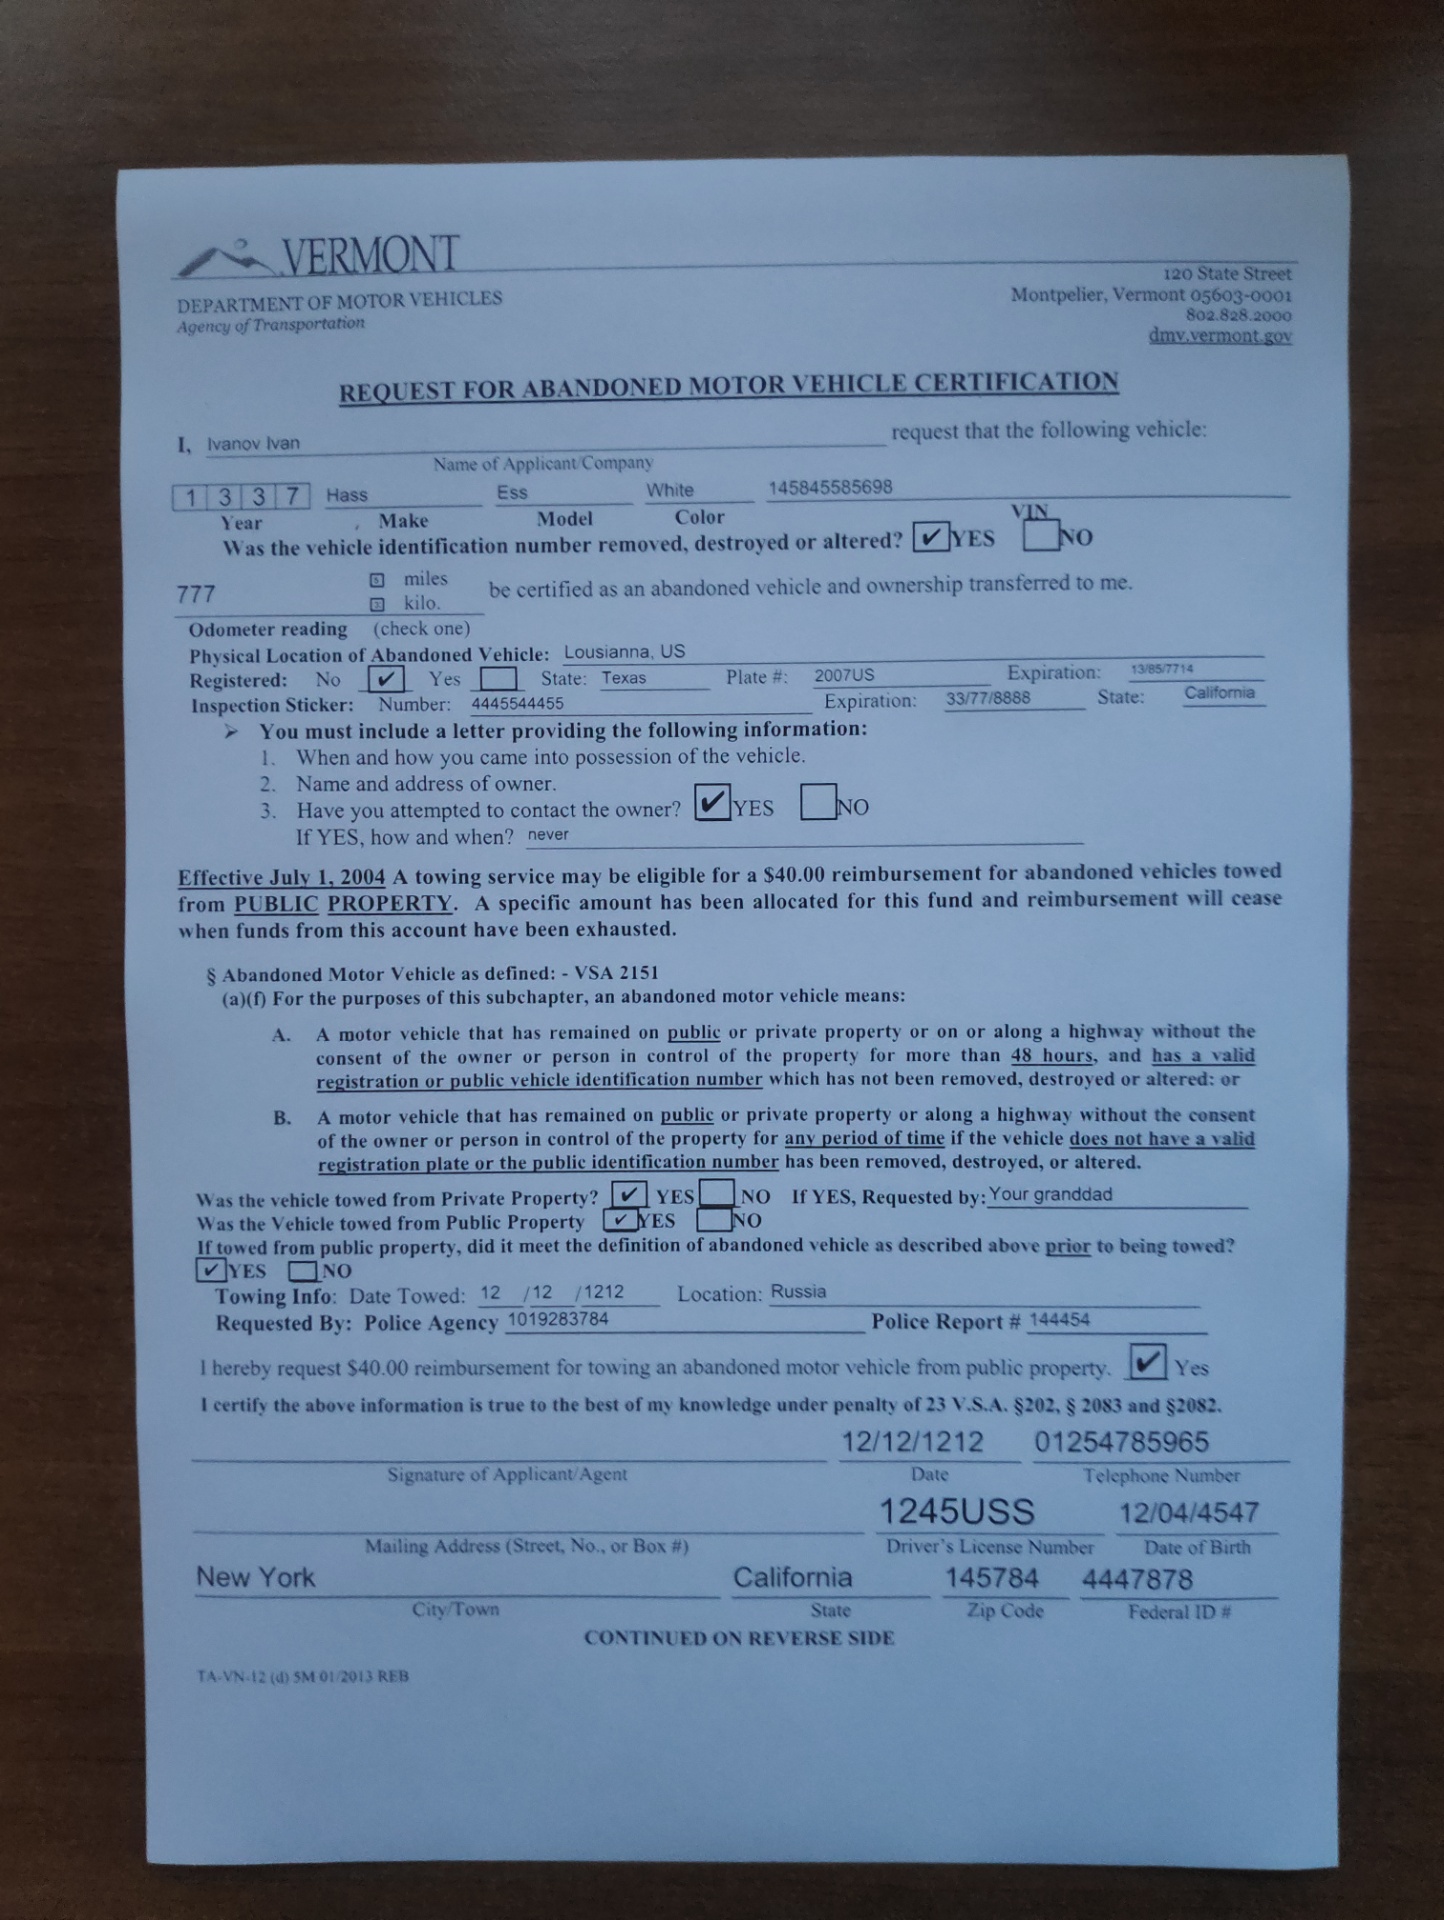 VERMONT
120 State Street
DEPARTMENT OF MOTOR VEHICLES
Montpelier, Vermont 05603-0001
Agency of Transportation
802.828.2000
dmv.vermont.gov
REQUEST FOR ABANDONED MOTOR VEHICLE CERTIFICATION
I, Ivanov Ivan request that the following vehicle:
Name of Applicant/Company
1 3 3 7 Hass Ess White 145845585698
Year Make Model Color VIN
Was the vehicle identification number removed, destroyed or altered? ✔ YES NO
777 miles be certified as an abandoned vehicle and ownership transferred to me.
kilo.
Odometer reading (check one)
Physical Location of Abandoned Vehicle: Lousianna, US
Registered: No ✔ Yes State: Texas Plate #: 2007US Expiration: 13/85/7714
Inspection Sticker: Number: 4445544455 Expiration: 33/77/8888 State: California
➢ You must include a letter providing the following information:
1. When and how you came into possession of the vehicle.
2. Name and address of owner.
3. Have you attempted to contact the owner? ✔ YES NO
If YES, how and when? never
Effective July 1, 2004 A towing service may be eligible for a $40.00 reimbursement for abandoned vehicles towed
from PUBLIC PROPERTY. A specific amount has been allocated for this fund and reimbursement will cease
when funds from this account have been exhausted.
§ Abandoned Motor Vehicle as defined: - VSA 2151
(a)(f) For the purposes of this subchapter, an abandoned motor vehicle means:
A. A motor vehicle that has remained on public or private property or on or along a highway without the
consent of the owner or person in control of the property for more than 48 hours, and has a valid
registration or public vehicle identification number which has not been removed, destroyed or altered: or
B. A motor vehicle that has remained on public or private property or along a highway without the consent
of the owner or person in control of the property for any period of time if the vehicle does not have a valid
registration plate or the public identification number has been removed, destroyed, or altered.
Was the vehicle towed from Private Property? ✔ YES NO If YES, Requested by: Your granddad
Was the Vehicle towed from Public Property ✔ YES NO
If towed from public property, did it meet the definition of abandoned vehicle as described above prior to being towed?
✔ YES NO
Towing Info: Date Towed: 12 /12 /1212 Location: Russia
Requested By: Police Agency 1019283784 Police Report # 144454
I hereby request $40.00 reimbursement for towing an abandoned motor vehicle from public property. ✔ Yes
I certify the above information is true to the best of my knowledge under penalty of 23 V.S.A. §202, § 2083 and §2082.
12/12/1212 01254785965
Signature of Applicant/Agent Date Telephone Number
1245USS 12/04/4547
Mailing Address (Street, No., or Box #) Driver's License Number Date of Birth
New York California 145784 4447878
City/Town State Zip Code Federal ID #
CONTINUED ON REVERSE SIDE
TA-VN-12 (d) 5M 01/2013 REB